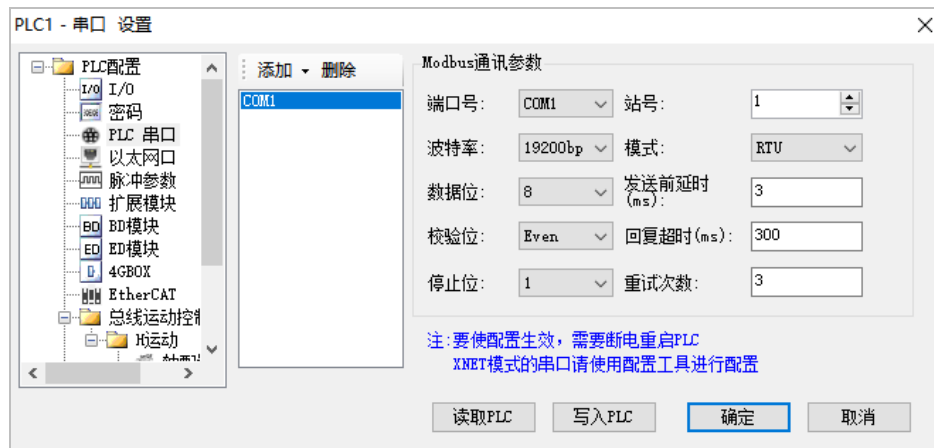 PLC1 - 串口 设置
PLC配置
I/O I/O
密码
PLC 串口
以太网口
脉冲参数
扩展模块
BD BD模块
ED ED模块
4GBOX
EtherCAT
总线运动控制
H运动
添加 删除
COM1
Modbus通讯参数
端口号: COM1 站号: 1
波特率: 19200bp 模式: RTU
数据位: 8 发送前延时(ms): 3
校验位: Even 回复超时(ms): 300
停止位: 1 重试次数: 3
注:要使配置生效，需要断电重启PLC
XNET模式的串口请使用配置工具进行配置
读取PLC 写入PLC 确定 取消